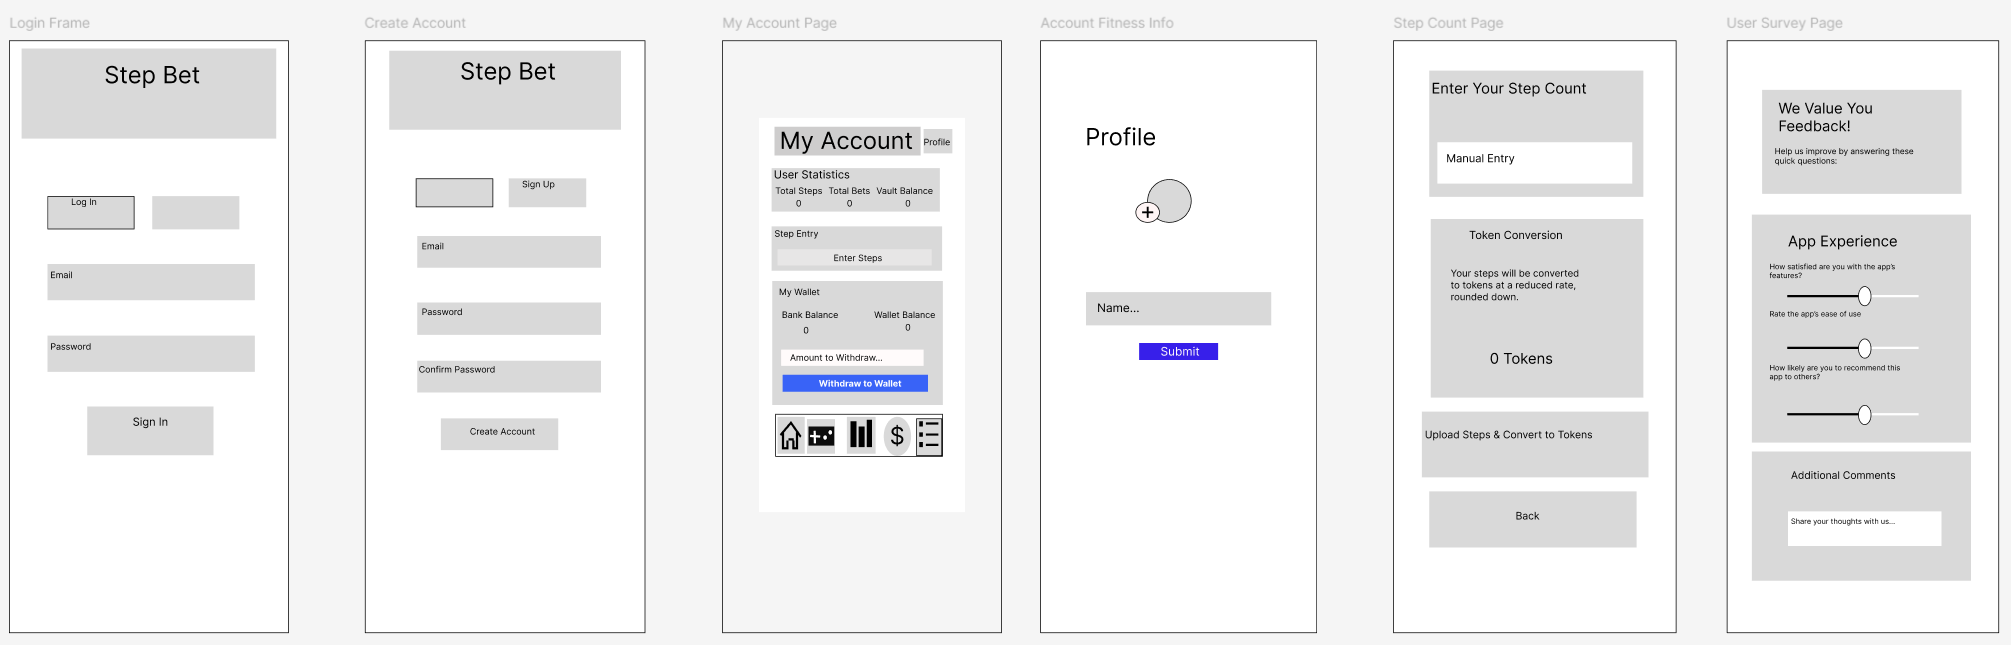 Login Frame
Step Bet
Log In
Email
Password
Sign In
Create Account
Step Bet
Sign Up
Email
Password
Confirm Password
Create Account
My Account Page
My Account
Profile
User Statistics
Total Steps Total Bets Vault Balance
0 0 0
Step Entry
Enter Steps
My Wallet
Bank Balance Wallet Balance
0 0
Amount to Withdraw...
Withdraw to Wallet
$
Account Fitness Info
Profile
+
Name...
Submit
Step Count Page
Enter Your Step Count
Manual Entry
Token Conversion
Your steps will be converted
to tokens at a reduced rate,
rounded down.
0 Tokens
Upload Steps & Convert to Tokens
Back
User Survey Page
We Value You
Feedback!
Help us improve by answering these
quick questions:
App Experience
How satisfied are you with the app's
features?
Rate the app's ease of use
How likely are you to recommend this
app to others?
Additional Comments
Share your thoughts with us...